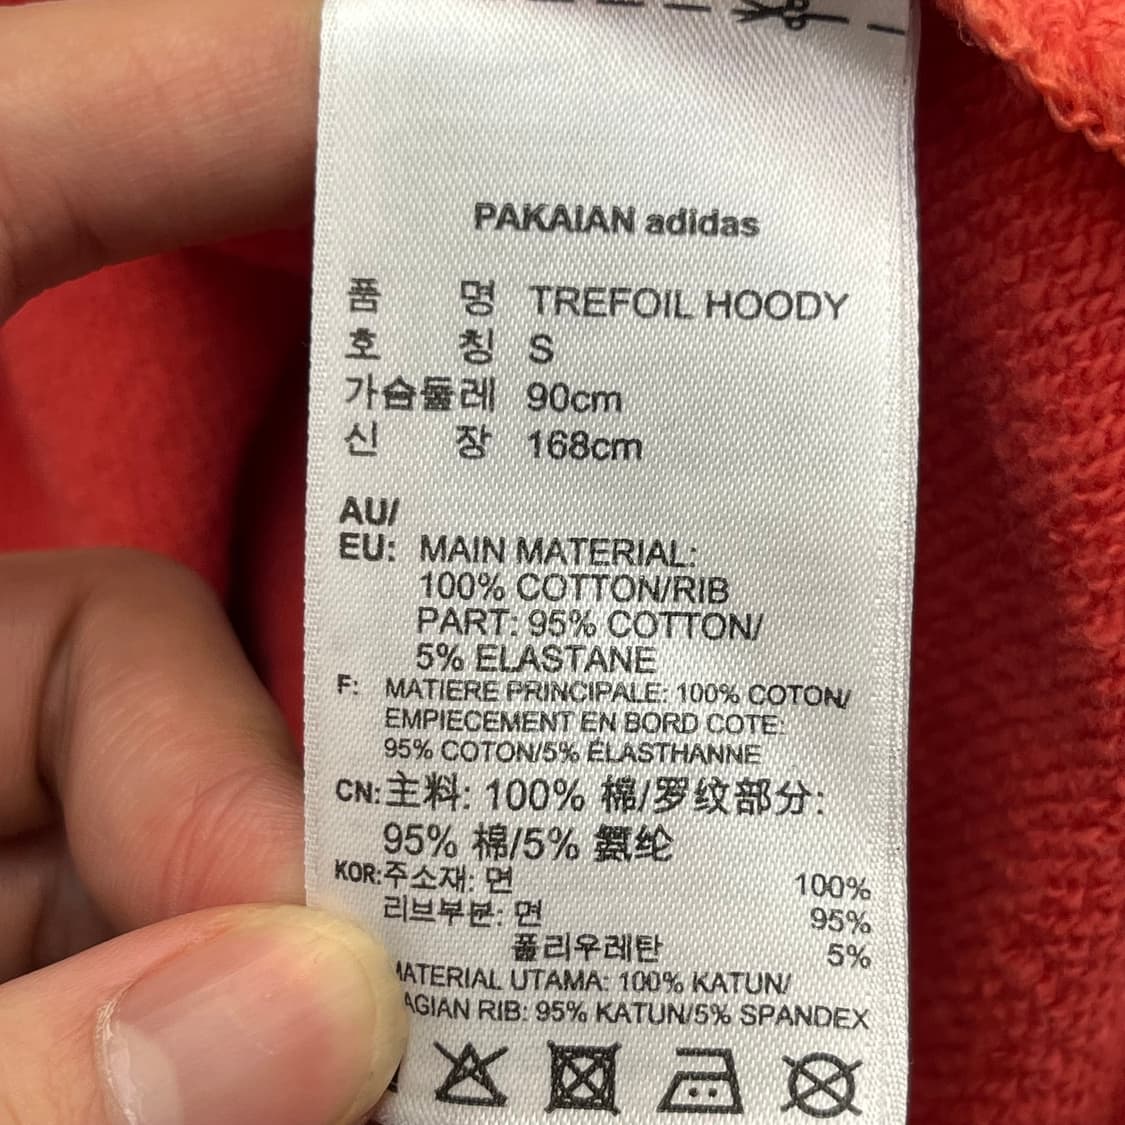 PAKAIAN adidas
품 명 TREFOIL HOODY
호 칭 S
가슴둘레 90cm
신 장 168cm
AU/
EU: MAIN MATERIAL:
100% COTTON/RIB
PART: 95% COTTON/
5% ELASTANE
F: MATIERE PRINCIPALE: 100% COTON/
EMPIECEMENT EN BORD COTE:
95% COTON/5% ÉLASTHANNE
CN: 主料: 100% 棉/罗纹部分:
95% 棉/5% 氨纶
KOR: 주소재: 면 100%
리브부분: 면 95%
폴리우레탄 5%
MATERIAL UTAMA: 100% KATUN/
AGIAN RIB: 95% KATUN/5% SPANDEX